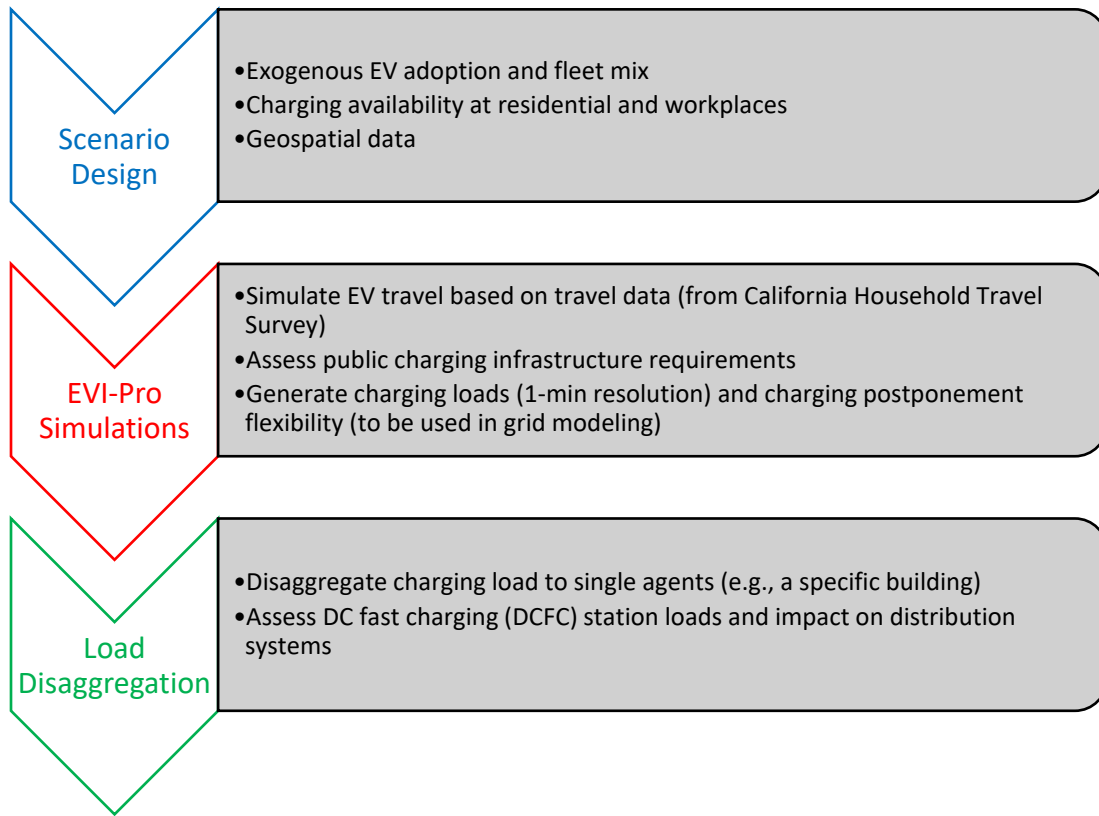 Scenario
Design
•Exogenous EV adoption and fleet mix
•Charging availability at residential and workplaces
•Geospatial data
EVI-Pro
Simulations
•Simulate EV travel based on travel data (from California Household Travel
Survey)
•Assess public charging infrastructure requirements
•Generate charging loads (1-min resolution) and charging postponement
flexibility (to be used in grid modeling)
Load
Disaggregation
•Disaggregate charging load to single agents (e.g., a specific building)
•Assess DC fast charging (DCFC) station loads and impact on distribution
systems